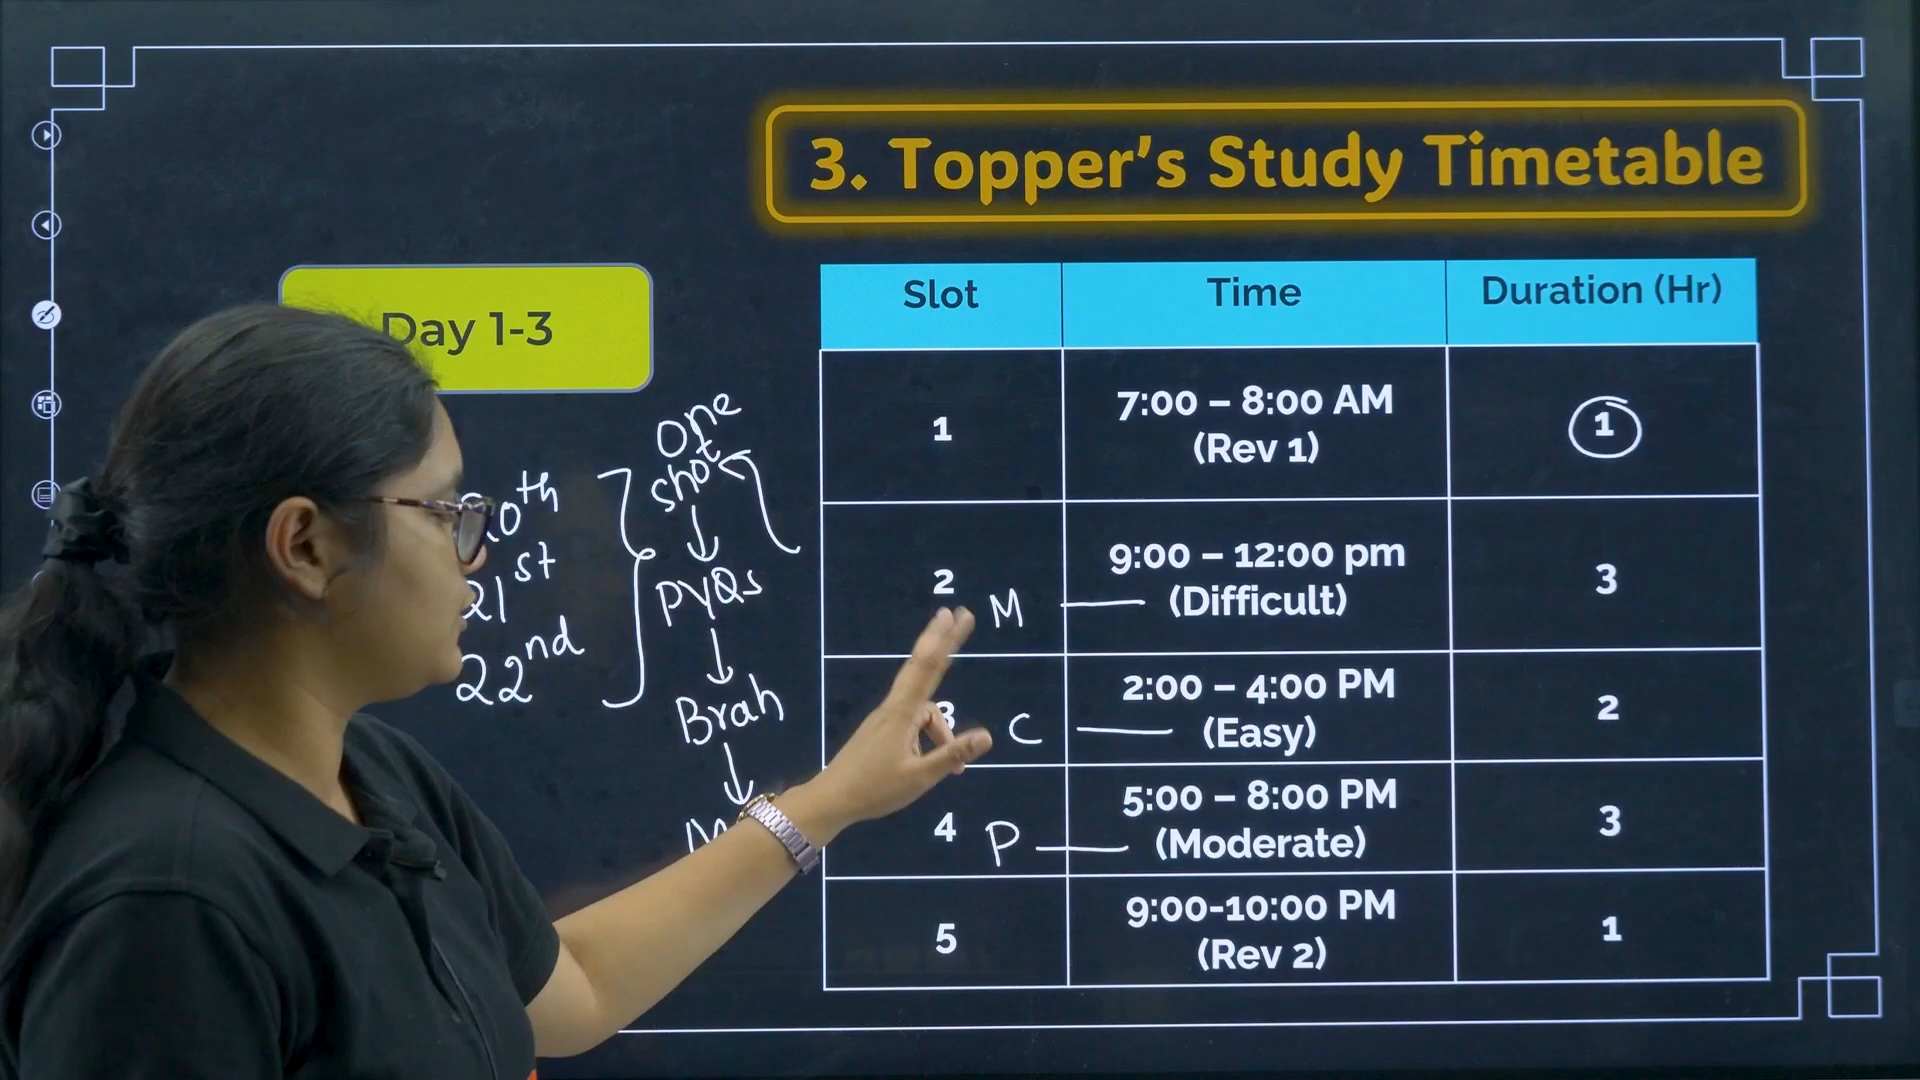 3. Topper's Study Timetable
Day 1-3
Slot Time Duration (Hr)
1 7:00 – 8:00 AM (Rev 1) 1
2 M 9:00 – 12:00 pm (Difficult) 3
3 C 2:00 – 4:00 PM (Easy) 2
4 P 5:00 – 8:00 PM (Moderate) 3
5 9:00-10:00 PM (Rev 2) 1
20th
21st
22nd
One
shot
PYQs
Brah